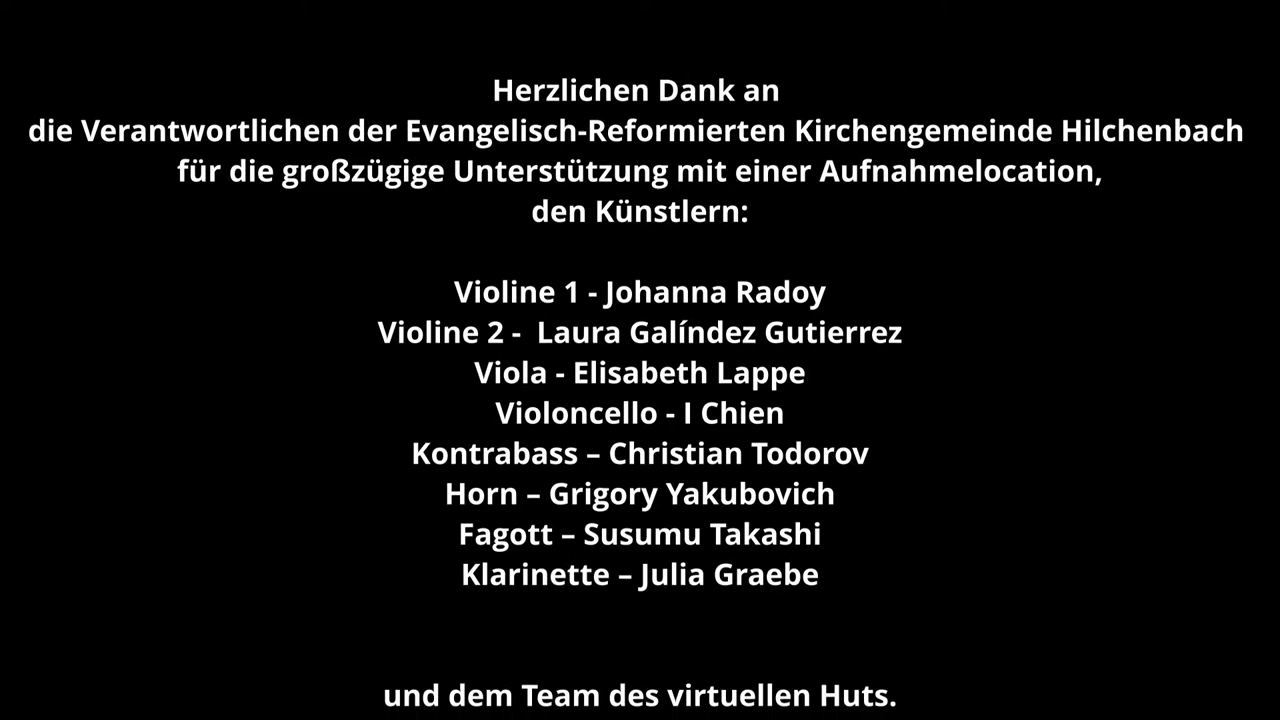 Herzlichen Dank an
die Verantwortlichen der Evangelisch-Reformierten Kirchengemeinde Hilchenbach
für die großzügige Unterstützung mit einer Aufnahmelocation,
den Künstlern:
Violine 1 - Johanna Radoy
Violine 2 -  Laura Galíndez Gutierrez
Viola - Elisabeth Lappe
Violoncello - I Chien
Kontrabass – Christian Todorov
Horn – Grigory Yakubovich
Fagott – Susumu Takashi
Klarinette – Julia Graebe
und dem Team des virtuellen Huts.